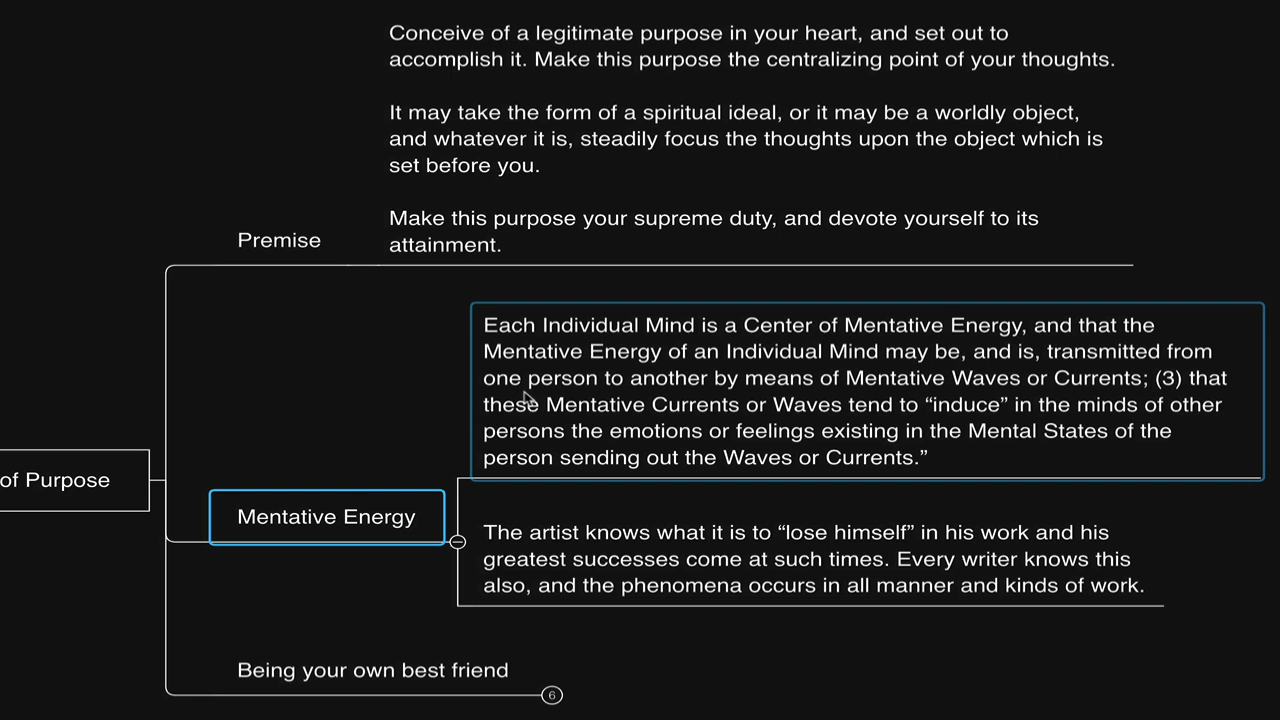 Conceive of a legitimate purpose in your heart, and set out to
accomplish it. Make this purpose the centralizing point of your thoughts.
It may take the form of a spiritual ideal, or it may be a worldly object,
and whatever it is, steadily focus the thoughts upon the object which is
set before you.
Make this purpose your supreme duty, and devote yourself to its
attainment.
Premise
Each Individual Mind is a Center of Mentative Energy, and that the
Mentative Energy of an Individual Mind may be, and is, transmitted from
one person to another by means of Mentative Waves or Currents; (3) that
these Mentative Currents or Waves tend to “induce” in the minds of other
persons the emotions or feelings existing in the Mental States of the
person sending out the Waves or Currents.”
of Purpose
Mentative Energy
The artist knows what it is to “lose himself” in his work and his
greatest successes come at such times. Every writer knows this
also, and the phenomena occurs in all manner and kinds of work.
Being your own best friend
6